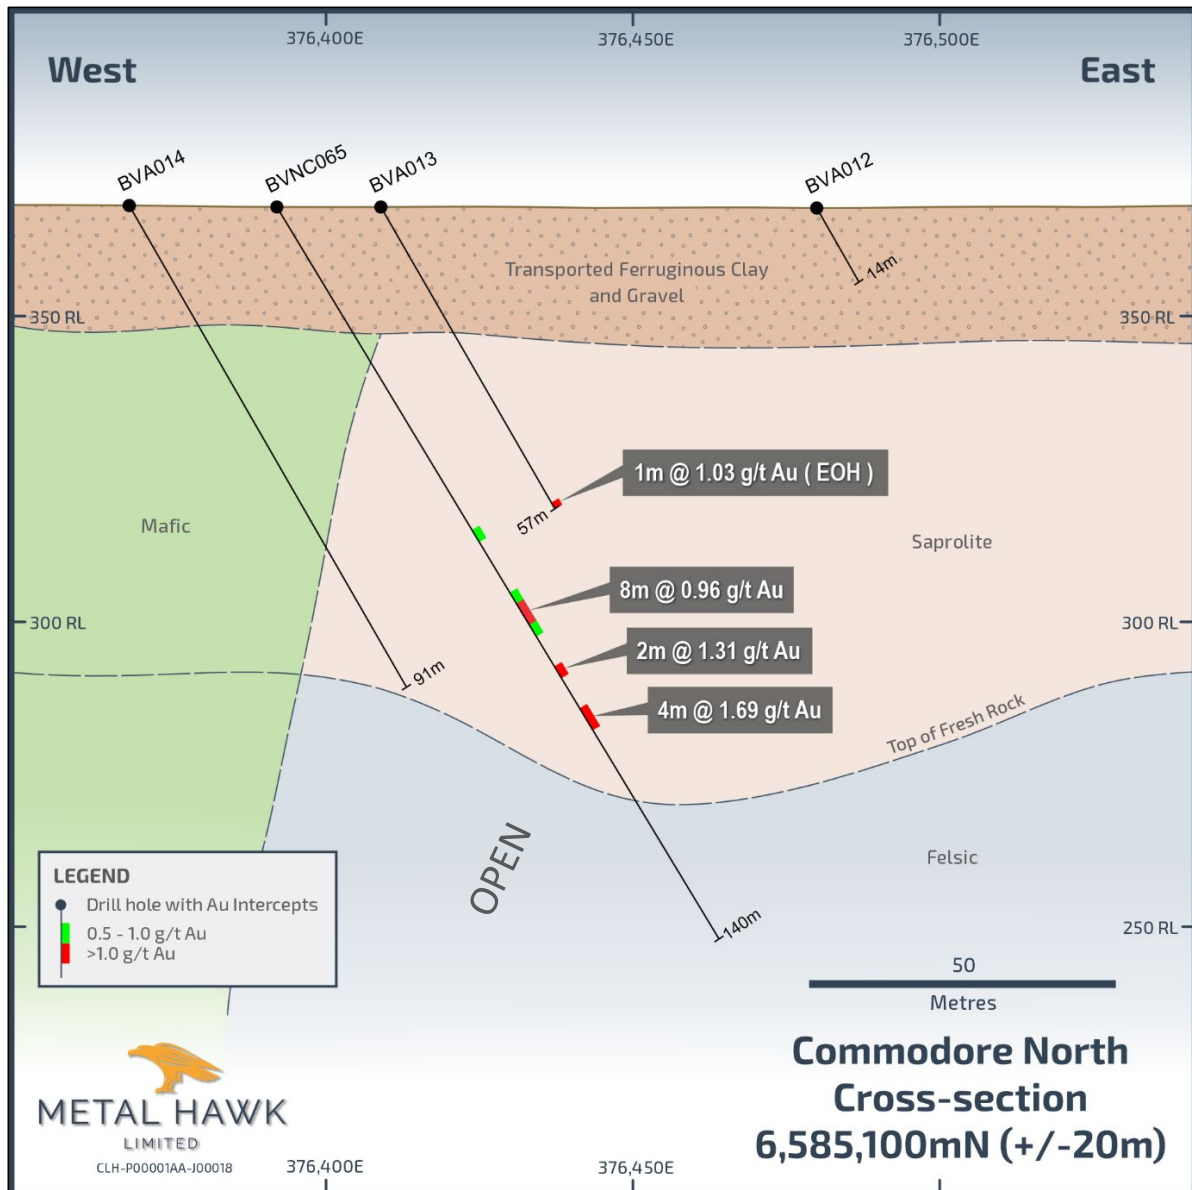 376,400E
376,450E
376,500E
West
East
BVA014
BVNC065
BVA013
BVA012
Transported Ferruginous Clay
and Gravel
14m
350 RL
350 RL
1m @ 1.03 g/t Au ( EOH )
57m
Mafic
Saprolite
8m @ 0.96 g/t Au
300 RL
300 RL
2m @ 1.31 g/t Au
91m
4m @ 1.69 g/t Au
Top of Fresh Rock
OPEN
Felsic
140m
250 RL
LEGEND
Drill hole with Au Intercepts
0.5 - 1.0 g/t Au
>1.0 g/t Au
50
Metres
Commodore North
Cross-section
6,585,100mN (+/-20m)
METAL HAWK
LIMITED
CLH-P00001AA-J00018
376,400E
376,450E